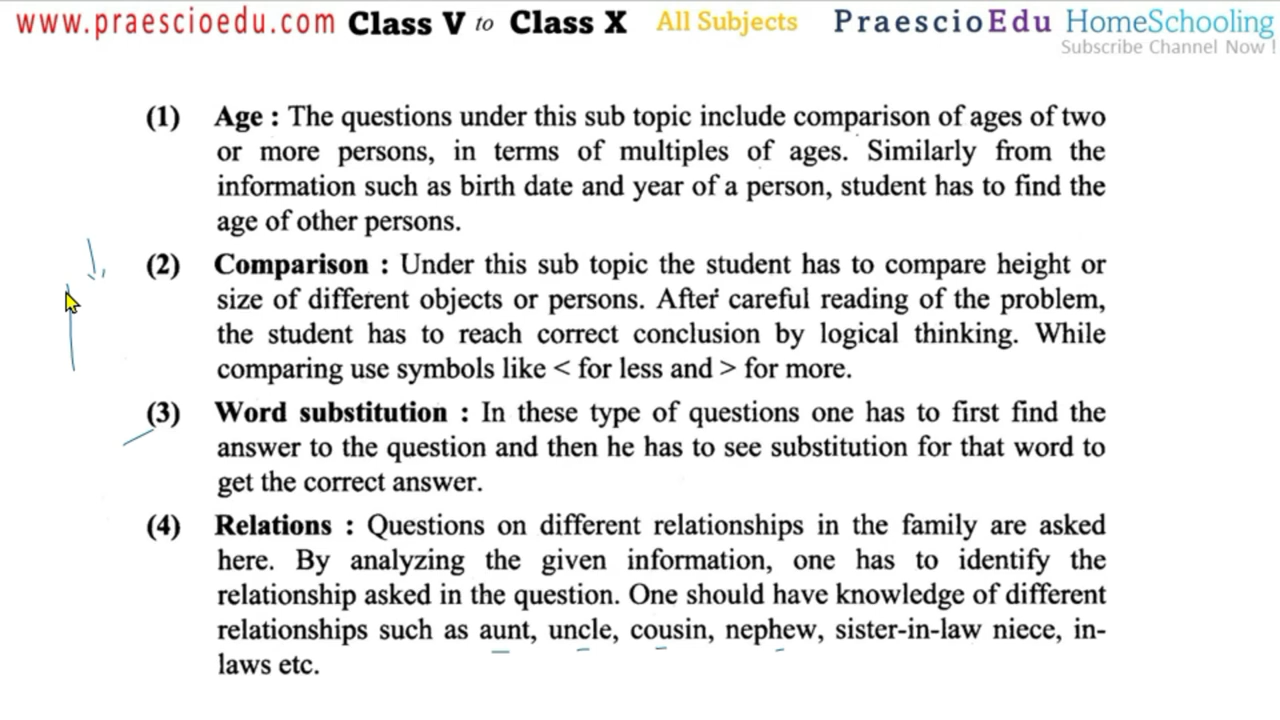 www.praescioedu.com Class V to Class X All Subjects PraescioEdu HomeSchooling
Subscribe Channel Now !
(1) Age : The questions under this sub topic include comparison of ages of two
or more persons, in terms of multiples of ages. Similarly from the
information such as birth date and year of a person, student has to find the
age of other persons.
(2) Comparison : Under this sub topic the student has to compare height or
size of different objects or persons. After careful reading of the problem,
the student has to reach correct conclusion by logical thinking. While
comparing use symbols like < for less and > for more.
(3) Word substitution : In these type of questions one has to first find the
answer to the question and then he has to see substitution for that word to
get the correct answer.
(4) Relations : Questions on different relationships in the family are asked
here. By analyzing the given information, one has to identify the
relationship asked in the question. One should have knowledge of different
relationships such as aunt, uncle, cousin, nephew, sister-in-law niece, in-
laws etc.